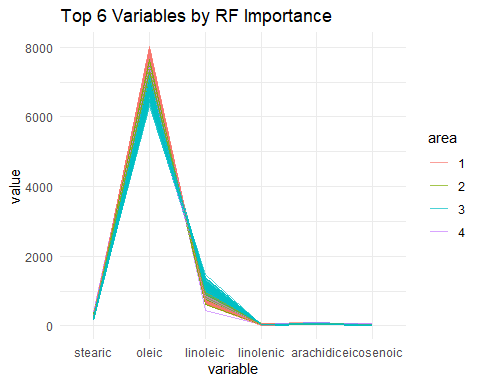 Top 6 Variables by RF Importance
8000
6000
4000
2000
0
value
stearic oleic linoleic linolenic arachidiceicosenoic
variable
area
1
2
3
4